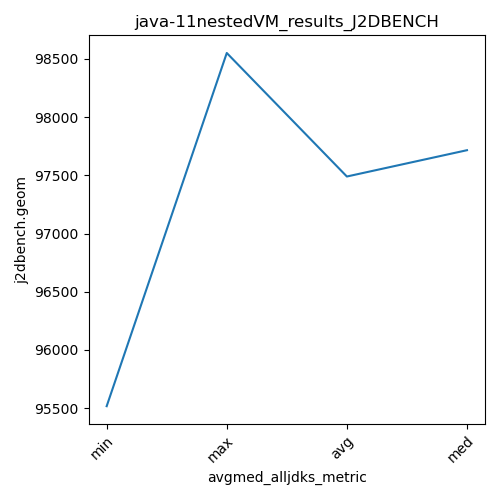 java-11nestedVM_results_J2DBENCH
98500
98000
97500
97000
96500
96000
95500
j2dbench.geom
min
max
avg
med
avgmed_alljdks_metric